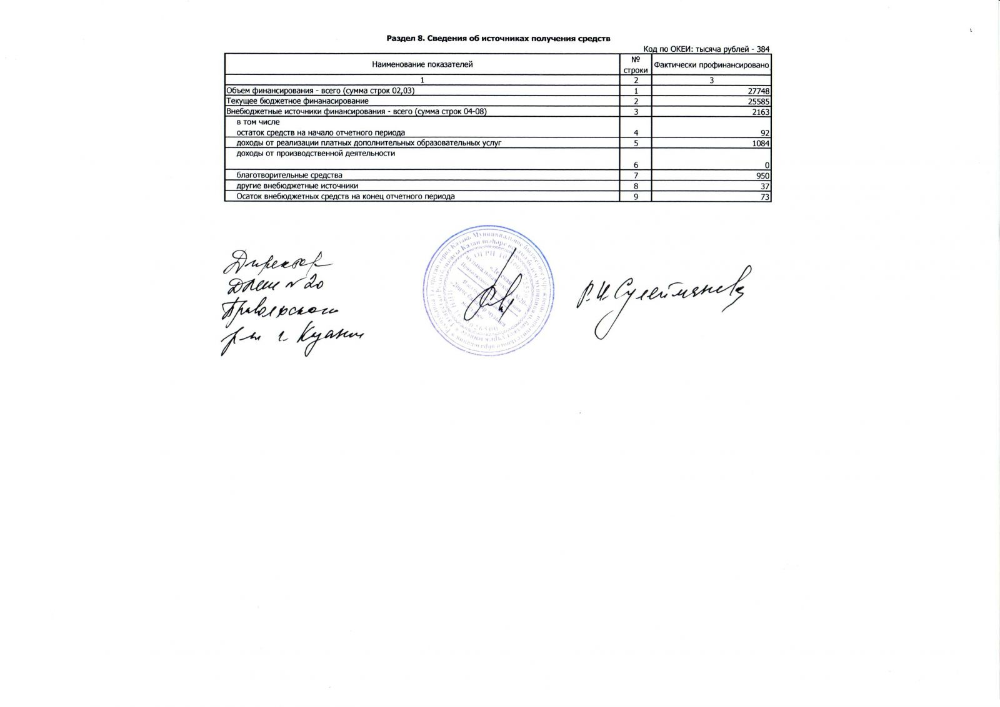 Раздел 8. Сведения об источниках получения средств
Код по ОКЕИ: тысяча рублей - 384
Наименование показателей № строки Фактически профинансировано
1 2 3
Объем финансирования - всего (сумма строк 02,03) 1 27748
Текущее бюджетное финанасирование 2 25585
Внебюджетные источники финансирования - всего (сумма строк 04-08) 3 2163
в том числе
остаток средств на начало отчетного периода 4 92
доходы от реализации платных дополнительных образовательных услуг 5 1084
доходы от производственной деятельности
6 0
благотворительные средства 7 950
другие внебюджетные источники 8 37
Осаток внебюджетных средств на конец отчетного периода 9 73
Директор
ДМШ №20
Приволжского
р-на г. Казани
Р.И. Сулейманова